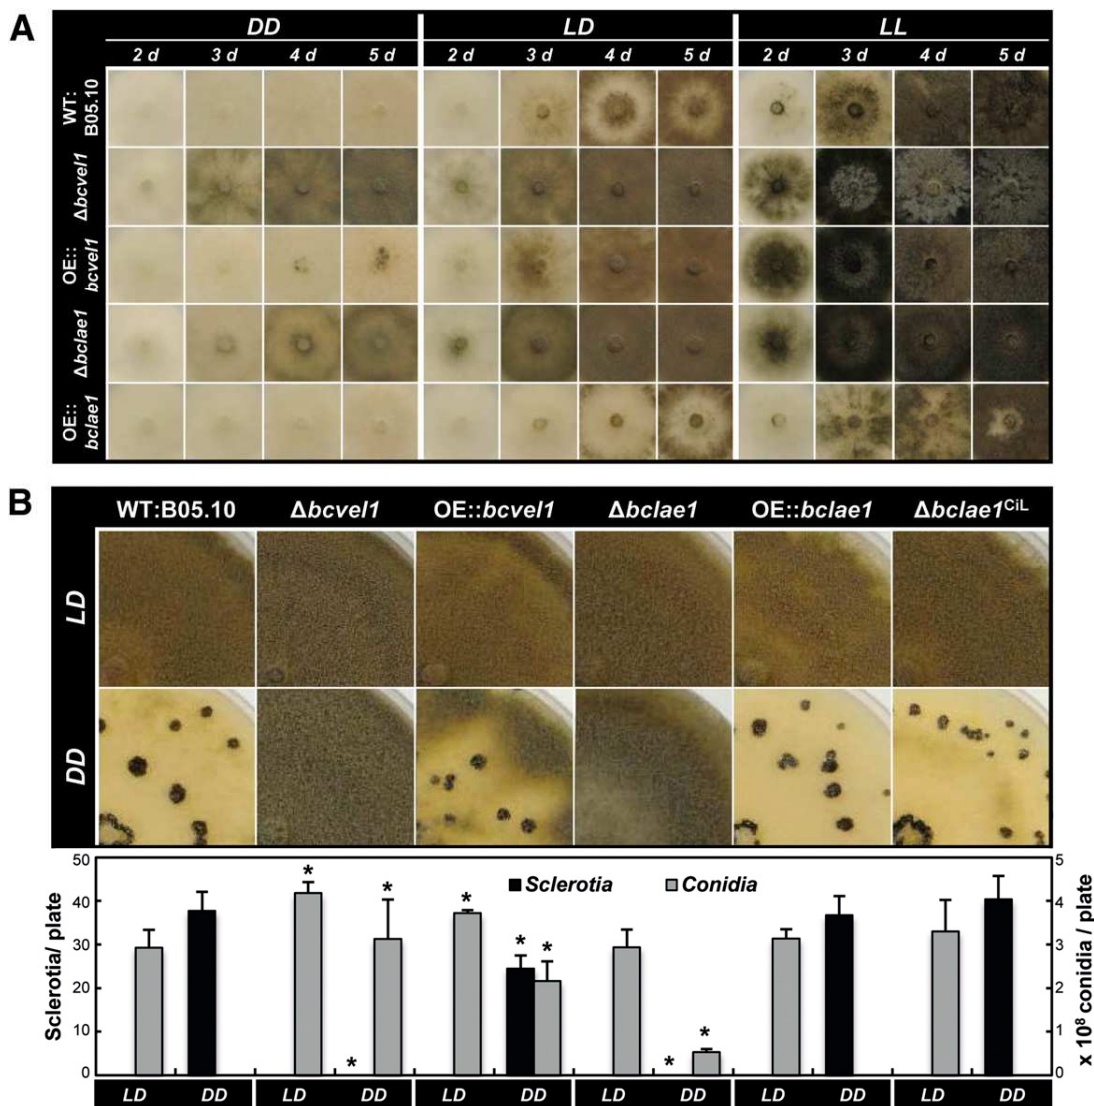 A
DD LD LL
2 d 3 d 4 d 5 d 2 d 3 d 4 d 5 d 2 d 3 d 4 d 5 d
WT:
B05.10
Δbcvel1
OE::
bcvel1
Δbclae1
OE::
bclae1
B
WT:B05.10 Δbcvel1 OE::bcvel1 Δbclae1 OE::bclae1 Δbclae1ᶜⁱᴸ
LD
DD
Sclerotia/ plate
50
40
30
20
10
0
* * * * * * *
Sclerotia Conidia
5
4
3
2
1
0
x 10⁸ conidia / plate
LD DD LD DD LD DD LD DD LD DD LD DD